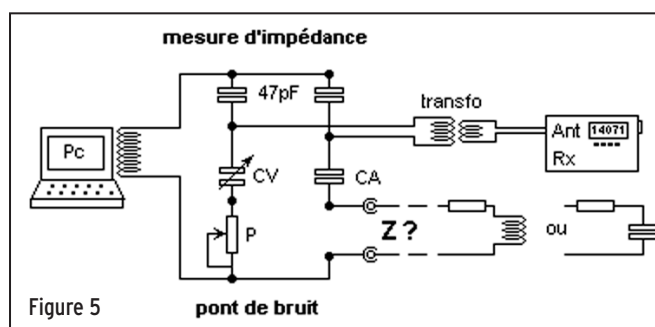 mesure d'impédance
47pF
transfo
Pc
Ant 14071
Rx
CV
CA
P
Z ?
ou
Figure 5
pont de bruit